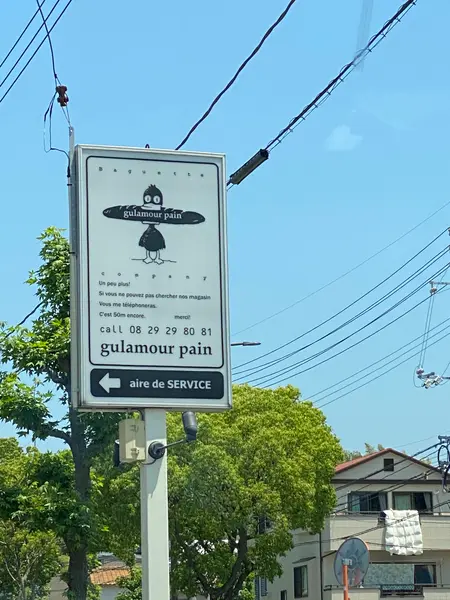 Baguette
gulamour pain
company
Un peu plus!
Si vous ne pouvez pas chercher nos magasin
Vous me téléphoneras.
C'est 50m encore. merci!
call 08 29 29 80 81
gulamour pain
aire de SERVICE